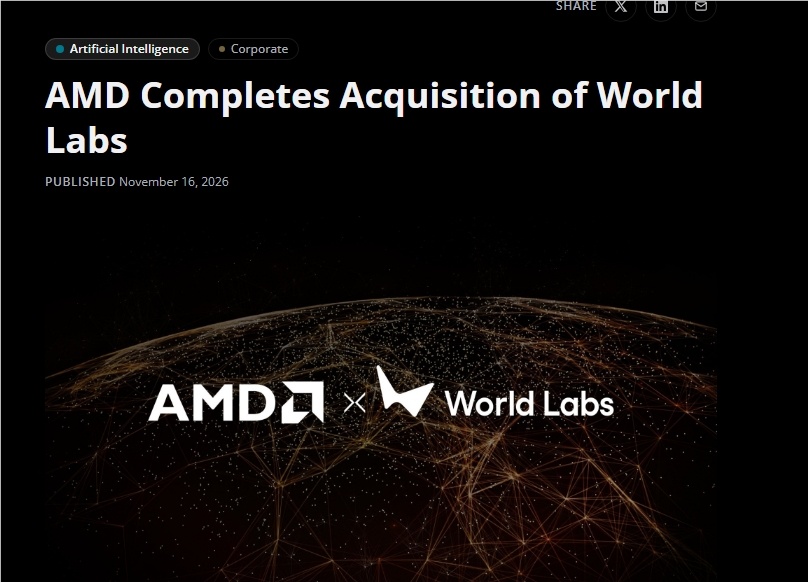 SHARE
Artificial Intelligence
Corporate
AMD Completes Acquisition of World
Labs
PUBLISHED November 16, 2026
AMD World Labs